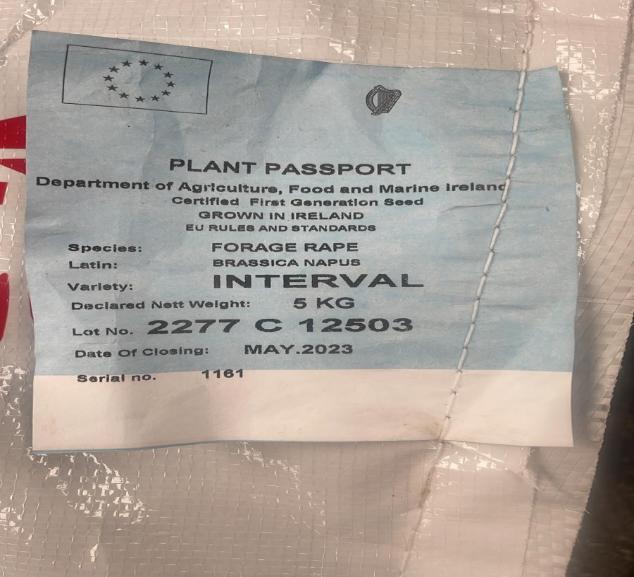 PLANT PASSPORT
Department of Agriculture, Food and Marine Ireland
Certified First Generation Seed
GROWN IN IRELAND
EU RULES AND STANDARDS
Species: FORAGE RAPE
Latin: BRASSICA NAPUS
Variety: INTERVAL
Declared Nett Weight: 5 KG
Lot No. 2277 C 12503
Date Of Closing: MAY.2023
Serial no. 1161